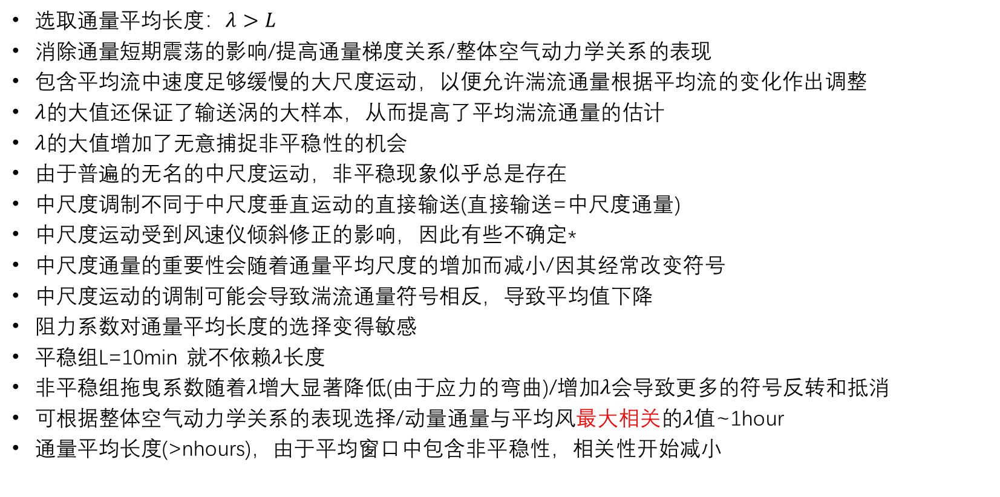 • 选取通量平均长度：λ > L
• 消除通量短期震荡的影响/提高通量梯度关系/整体空气动力学关系的表现
• 包含平均流中速度足够缓慢的大尺度运动，以便允许湍流通量根据平均流的变化作出调整
• λ的大值还保证了输送涡的大样本，从而提高了平均湍流通量的估计
• λ的大值增加了无意捕捉非平稳性的机会
• 由于普遍的无名的中尺度运动，非平稳现象似乎总是存在
• 中尺度调制不同于中尺度垂直运动的直接输送(直接输送=中尺度通量)
• 中尺度运动受到风速仪倾斜修正的影响，因此有些不确定*
• 中尺度通量的重要性会随着通量平均尺度的增加而减小/因其经常改变符号
• 中尺度运动的调制可能会导致湍流通量符号相反，导致平均值下降
• 阻力系数对通量平均长度的选择变得敏感
• 平稳组L=10min 就不依赖λ长度
• 非平稳组拖曳系数随着λ增大显著降低(由于应力的弯曲)/增加λ会导致更多的符号反转和抵消
• 可根据整体空气动力学关系的表现选择/动量通量与平均风最大相关的λ值~1hour
• 通量平均长度(>nhours)，由于平均窗口中包含非平稳性，相关性开始减小